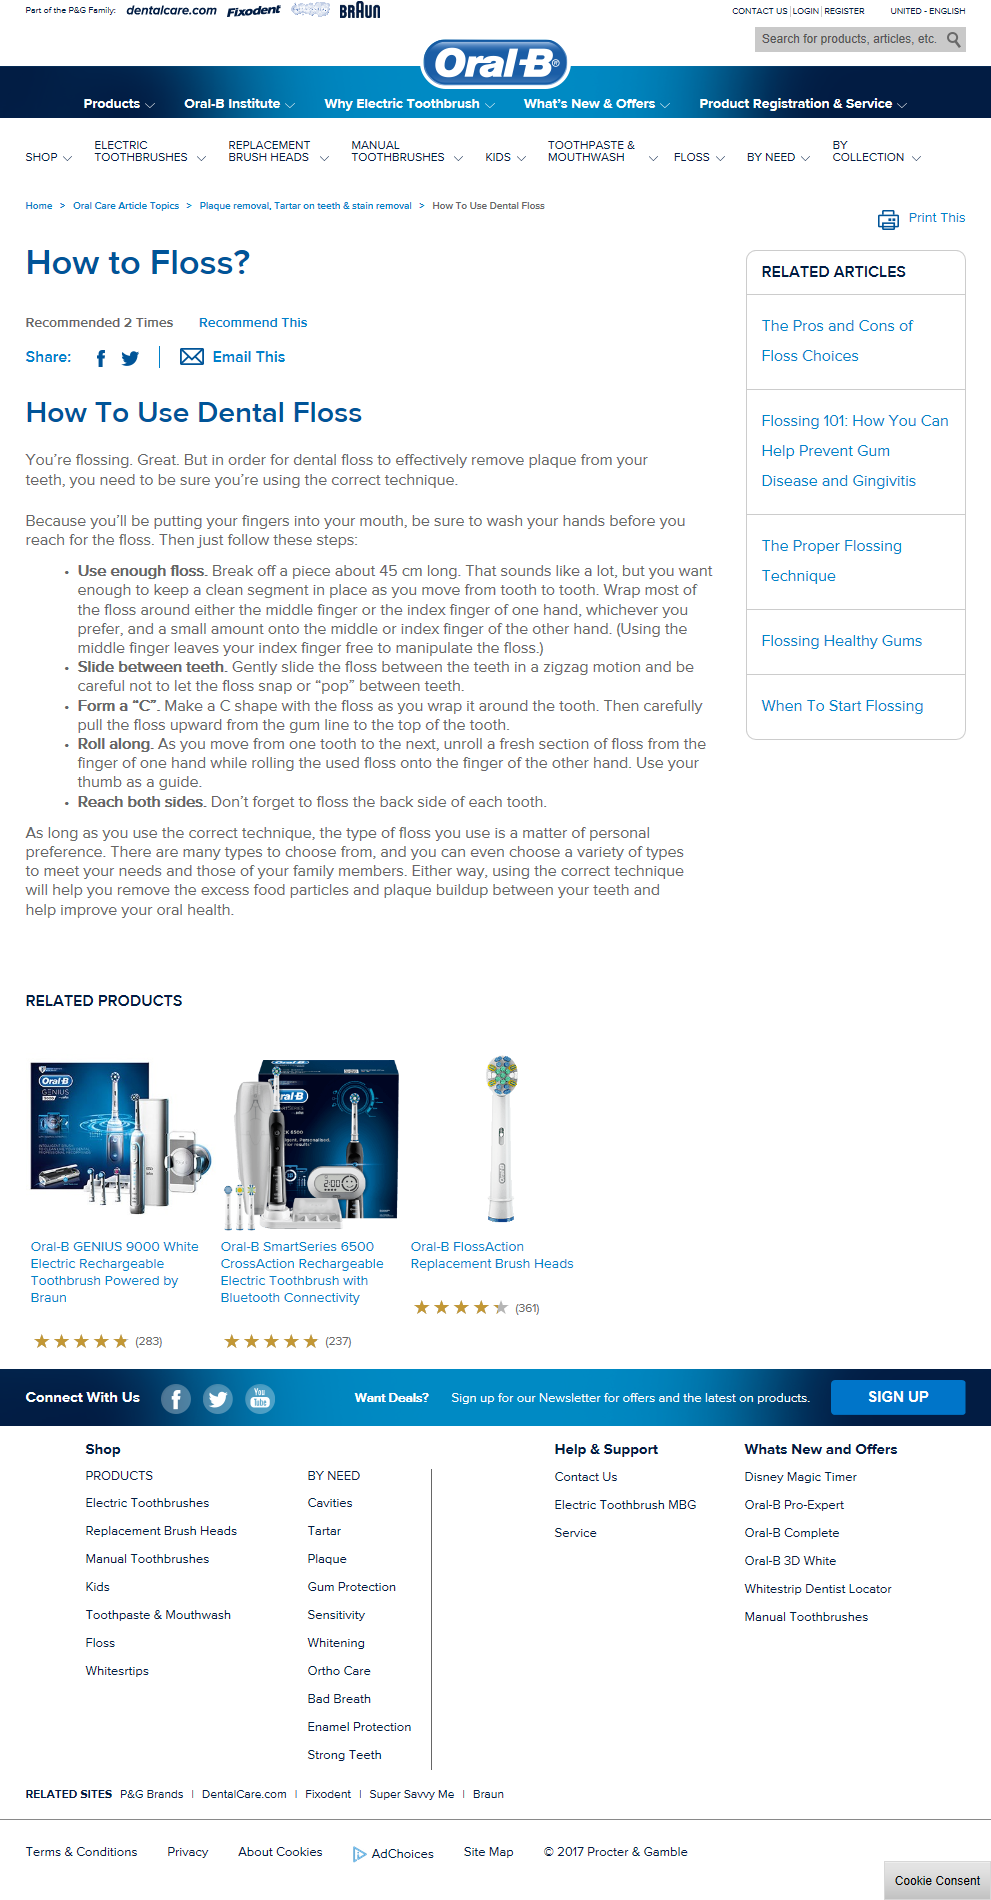 Part of the P&G Family:
dentalcare.com
Fixodent
BRAUN
CONTACT US | LOGIN | REGISTER
UNITED - ENGLISH
Search for products, articles, etc.
Oral-B®
Products
Oral-B Institute
Why Electric Toothbrush
What's New & Offers
Product Registration & Service
SHOP
ELECTRIC
TOOTHBRUSHES
REPLACEMENT
BRUSH HEADS
MANUAL
TOOTHBRUSHES
KIDS
TOOTHPASTE &
MOUTHWASH
FLOSS
BY NEED
BY
COLLECTION
Home > Oral Care Article Topics > Plaque removal, Tartar on teeth & stain removal > How To Use Dental Floss
Print This
How to Floss?
Recommended 2 Times
Recommend This
Share:
Email This
How To Use Dental Floss
You're flossing. Great. But in order for dental floss to effectively remove plaque from your
teeth, you need to be sure you're using the correct technique.
Because you'll be putting your fingers into your mouth, be sure to wash your hands before you
reach for the floss. Then just follow these steps:
• Use enough floss. Break off a piece about 45 cm long. That sounds like a lot, but you want
enough to keep a clean segment in place as you move from tooth to tooth. Wrap most of
the floss around either the middle finger or the index finger of one hand, whichever you
prefer, and a small amount onto the middle or index finger of the other hand. (Using the
middle finger leaves your index finger free to manipulate the floss.)
• Slide between teeth. Gently slide the floss between the teeth in a zigzag motion and be
careful not to let the floss snap or “pop” between teeth.
• Form a “C”. Make a C shape with the floss as you wrap it around the tooth. Then carefully
pull the floss upward from the gum line to the top of the tooth.
• Roll along. As you move from one tooth to the next, unroll a fresh section of floss from the
finger of one hand while rolling the used floss onto the finger of the other hand. Use your
thumb as a guide.
• Reach both sides. Don't forget to floss the back side of each tooth.
As long as you use the correct technique, the type of floss you use is a matter of personal
preference. There are many types to choose from, and you can even choose a variety of types
to meet your needs and those of your family members. Either way, using the correct technique
will help you remove the excess food particles and plaque buildup between your teeth and
help improve your oral health.
RELATED ARTICLES
The Pros and Cons of
Floss Choices
Flossing 101: How You Can
Help Prevent Gum
Disease and Gingivitis
The Proper Flossing
Technique
Flossing Healthy Gums
When To Start Flossing
RELATED PRODUCTS
Oral-B
GENIUS
ral-B
SMARTSERIES
6500
2:00
Oral-B
Oral-B GENIUS 9000 White
Electric Rechargeable
Toothbrush Powered by
Braun
(283)
Oral-B SmartSeries 6500
CrossAction Rechargeable
Electric Toothbrush with
Bluetooth Connectivity
(237)
Oral-B FlossAction
Replacement Brush Heads
(361)
Connect With Us
You
Tube
Want Deals?
Sign up for our Newsletter for offers and the latest on products.
SIGN UP
Shop
PRODUCTS
Electric Toothbrushes
Replacement Brush Heads
Manual Toothbrushes
Kids
Toothpaste & Mouthwash
Floss
Whitesrtips
BY NEED
Cavities
Tartar
Plaque
Gum Protection
Sensitivity
Whitening
Ortho Care
Bad Breath
Enamel Protection
Strong Teeth
Help & Support
Contact Us
Electric Toothbrush MBG
Service
Whats New and Offers
Disney Magic Timer
Oral-B Pro-Expert
Oral-B Complete
Oral-B 3D White
Whitestrip Dentist Locator
Manual Toothbrushes
RELATED SITES P&G Brands | DentalCare.com | Fixodent | Super Savvy Me | Braun
Terms & Conditions
Privacy
About Cookies
AdChoices
Site Map
© 2017 Procter & Gamble
Cookie Consent